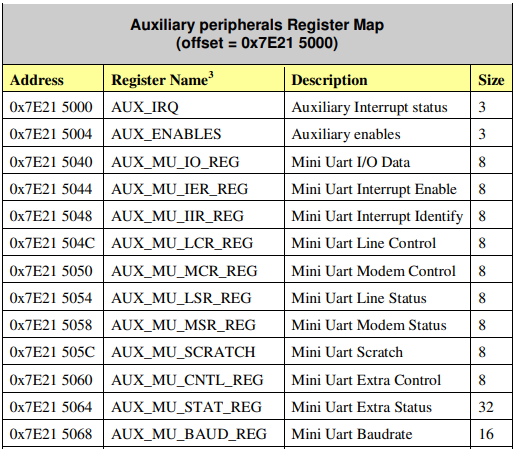 Auxiliary peripherals Register Map
(offset = 0x7E21 5000)
Address Register Name3 Description Size
0x7E21 5000 AUX_IRQ Auxiliary Interrupt status 3
0x7E21 5004 AUX_ENABLES Auxiliary enables 3
0x7E21 5040 AUX_MU_IO_REG Mini Uart I/O Data 8
0x7E21 5044 AUX_MU_IER_REG Mini Uart Interrupt Enable 8
0x7E21 5048 AUX_MU_IIR_REG Mini Uart Interrupt Identify 8
0x7E21 504C AUX_MU_LCR_REG Mini Uart Line Control 8
0x7E21 5050 AUX_MU_MCR_REG Mini Uart Modem Control 8
0x7E21 5054 AUX_MU_LSR_REG Mini Uart Line Status 8
0x7E21 5058 AUX_MU_MSR_REG Mini Uart Modem Status 8
0x7E21 505C AUX_MU_SCRATCH Mini Uart Scratch 8
0x7E21 5060 AUX_MU_CNTL_REG Mini Uart Extra Control 8
0x7E21 5064 AUX_MU_STAT_REG Mini Uart Extra Status 32
0x7E21 5068 AUX_MU_BAUD_REG Mini Uart Baudrate 16